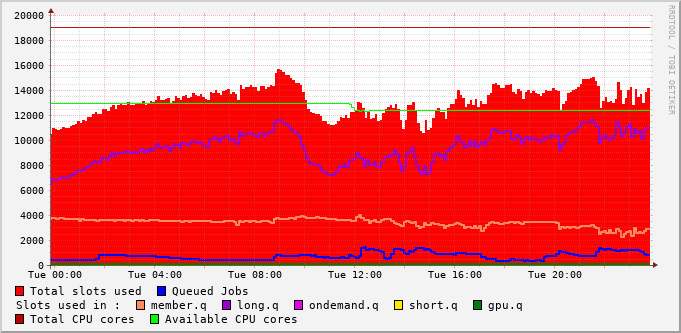 20000
18000
16000
14000
12000
10000
8000
6000
4000
2000
0
Tue 00:00 Tue 04:00 Tue 08:00 Tue 12:00 Tue 16:00 Tue 20:00
Total slots used Queued Jobs
Slots used in : member.q long.q ondemand.q short.q gpu.q
Total CPU cores Available CPU cores
RRDTOOL / TOBI OETIKER